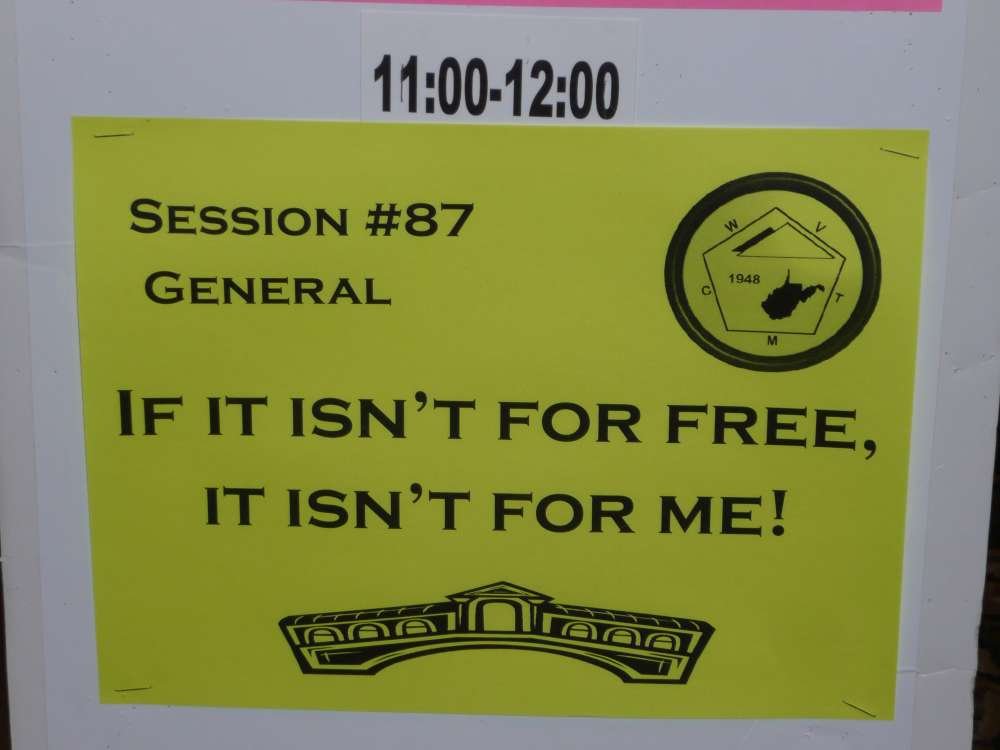 11:00-12:00
SESSION #87
GENERAL
W V
1948
C T
M
IF IT ISN'T FOR FREE,
IT ISN'T FOR ME!